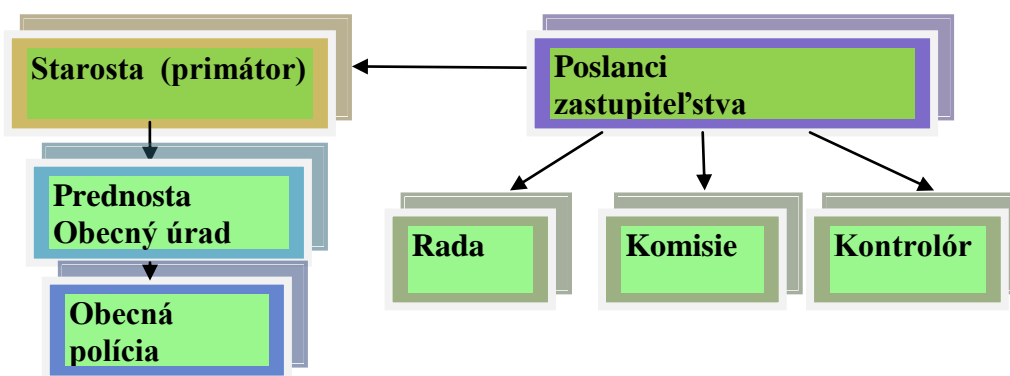 Starosta (primátor)
Poslanci
zastupiteľstva
Prednosta
Obecný úrad
Rada
Komisie
Kontrolór
Obecná
polícia